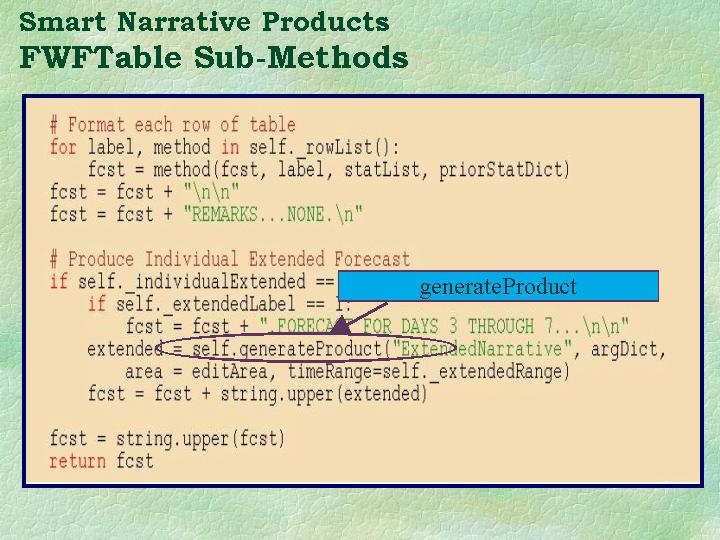 Smart Narrative Products
FWFTable Sub-Methods
# Format each row of table
for label, method in self._rowList():
    fcst = method(fcst, label, statList, priorStatDict)
fcst = fcst + "\n\n"
fcst = fcst + "REMARKS...NONE.\n"
# Produce Individual Extended Forecast
if self._individualExtended ==
generateProduct
    if self._extendedLabel == 1:
        fcst = fcst + ".FORECAST FOR DAYS 3 THROUGH 7...\n\n"
    extended = self.generateProduct("ExtendedNarrative", argDict,
        area = editArea, timeRange=self._extendedRange)
    fcst = fcst + string.upper(extended)
fcst = string.upper(fcst)
return fcst